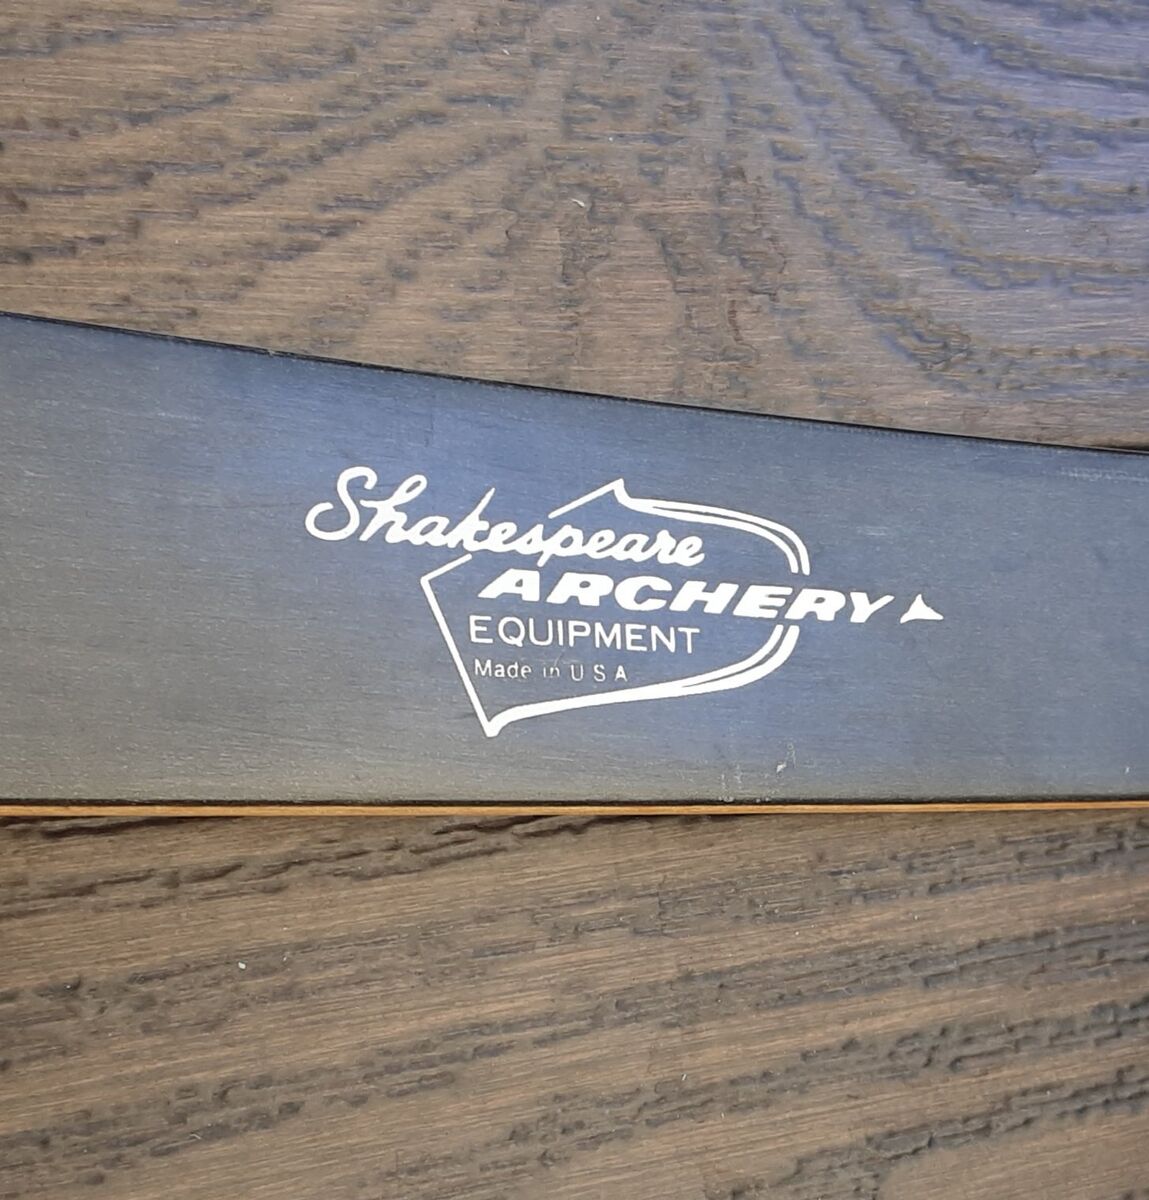 Shakespeare
ARCHERY
EQUIPMENT
Made in U S A